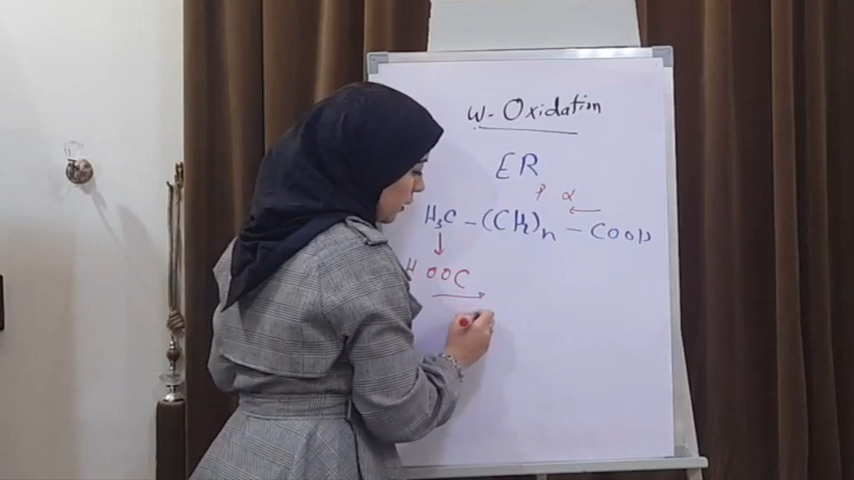 w- Oxidation
ER
β α
H₃C - (CH₂)n - COOH
HOOC